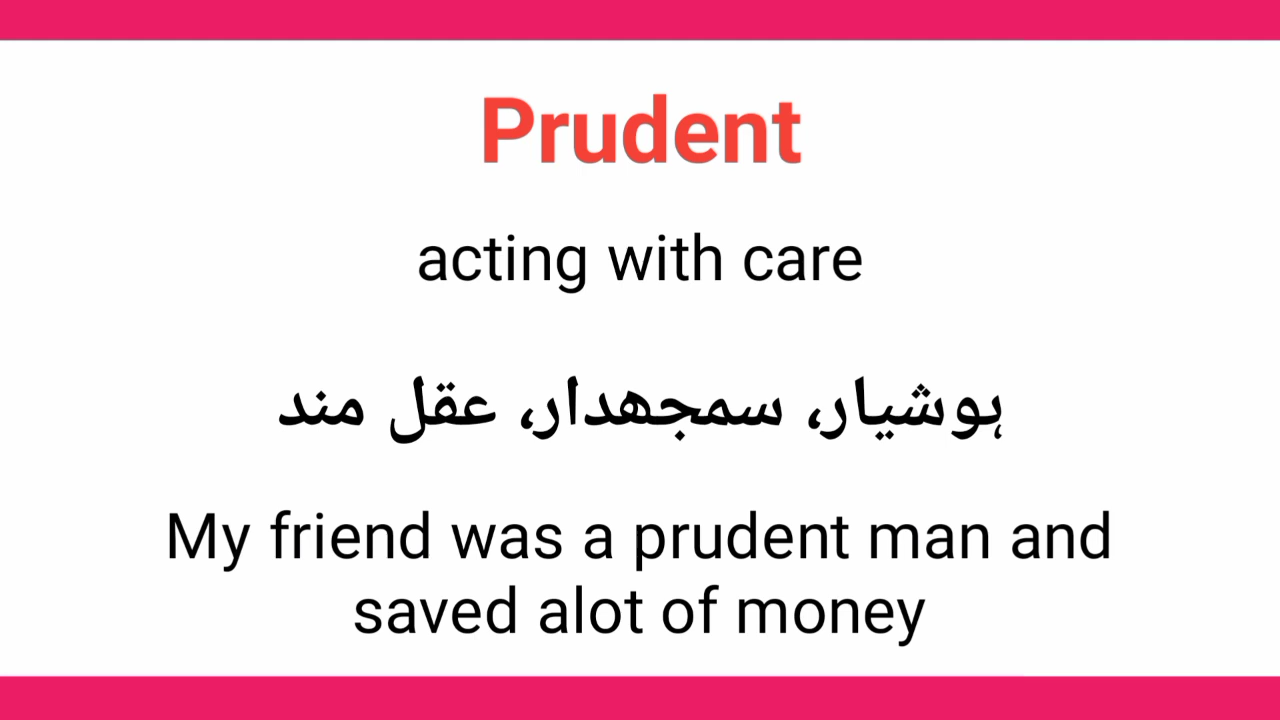 Prudent
acting with care
ہوشیار، سمجھدار، عقل مند
My friend was a prudent man and
saved alot of money